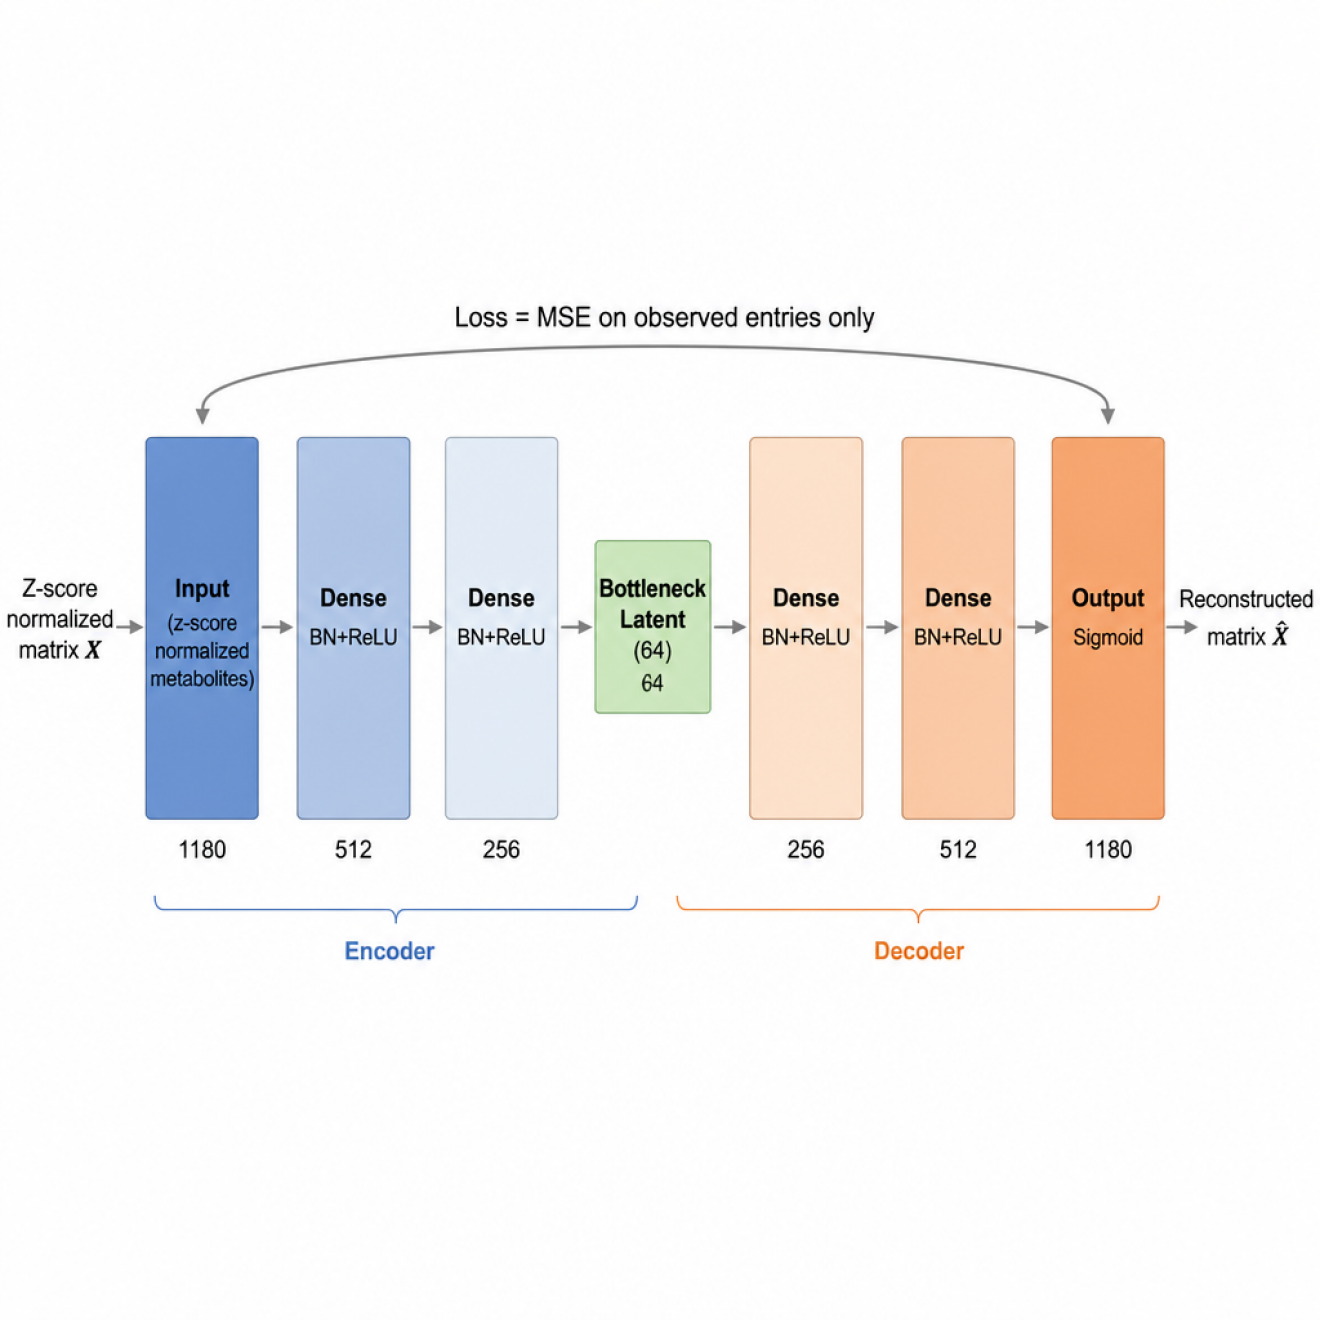 Loss = MSE on observed entries only
Z-score
normalized
matrix X
Input
(z-score
normalized
metabolites)
Dense
BN+ReLU
Dense
BN+ReLU
Bottleneck
Latent
(64)
64
Dense
BN+ReLU
Dense
BN+ReLU
Output
Sigmoid
Reconstructed
matrix X̂
1180
512
256
256
512
1180
Encoder
Decoder